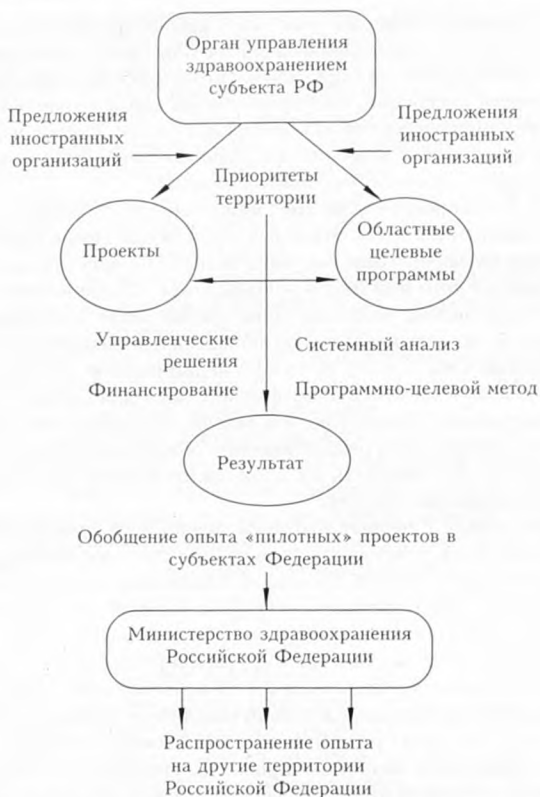 Орган управления
здравоохранением
субъекта РФ
Предложения
иностранных
организаций
Предложения
иностранных
организаций
Приоритеты
территории
Проекты
Областные
целевые
программы
Управленческие
решения
Системный анализ
Финансирование
Программно-целевой метод
Результат
Обобщение опыта «пилотных» проектов в
субъектах Федерации
Министерство здравоохранения
Российской Федерации
Распространение опыта
на другие территории
Российской Федерации